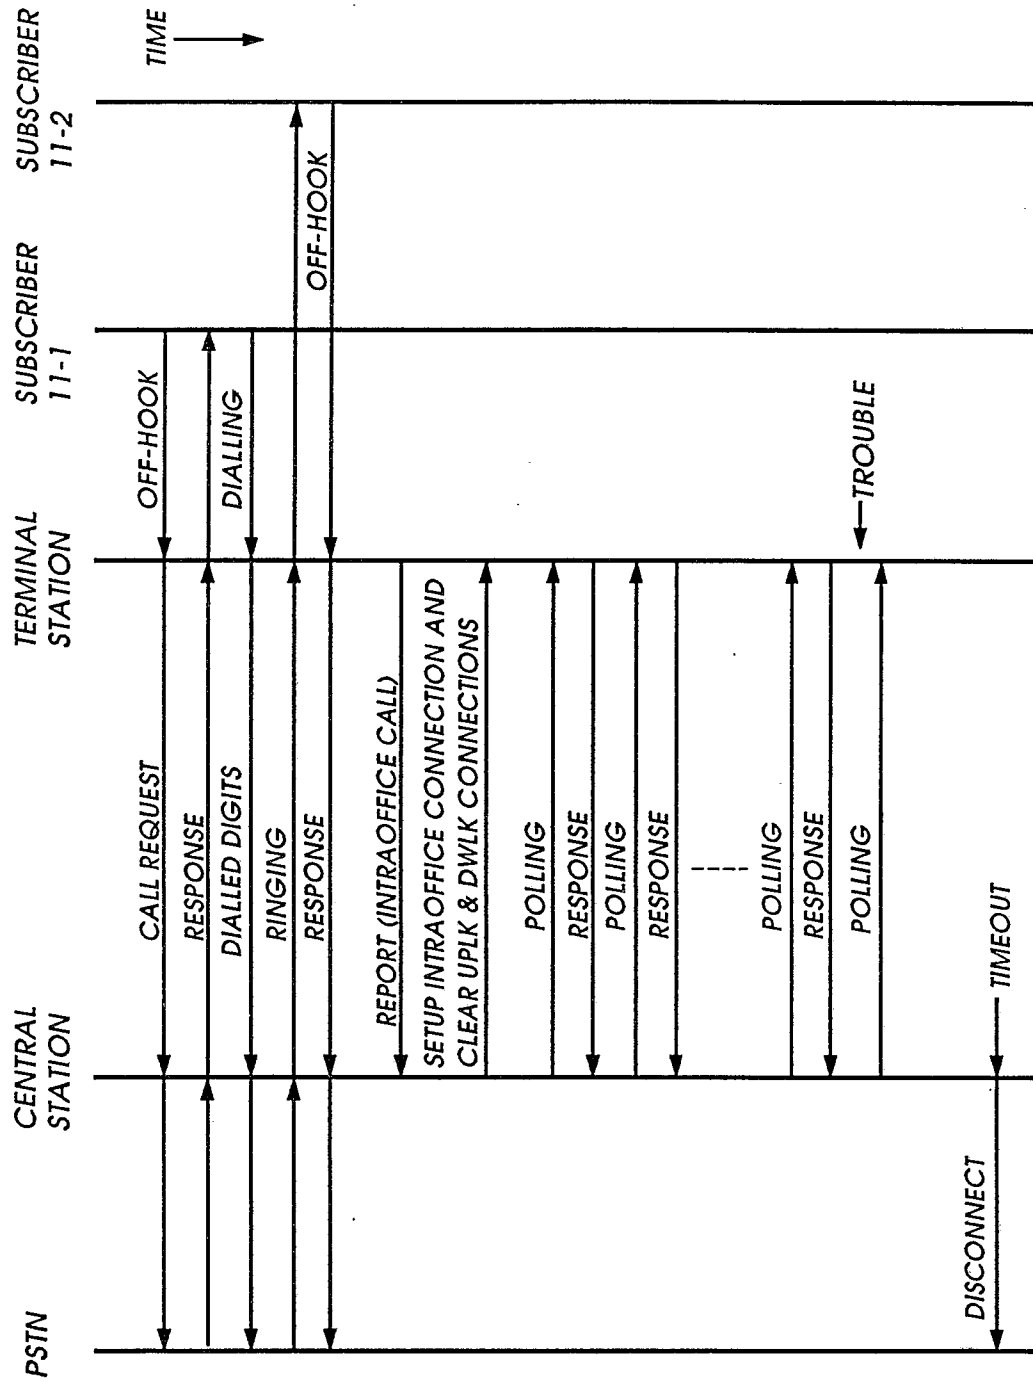 PSTN
CENTRAL
STATION
TERMINAL
STATION
SUBSCRIBER
11-1
SUBSCRIBER
11-2
TIME
CALL REQUEST
OFF-HOOK
RESPONSE
DIALLED DIGITS
DIALLING
RINGING
RESPONSE
OFF-HOOK
REPORT (INTRAOFFICE CALL)
SETUP INTRAOFFICE CONNECTION AND
CLEAR UPLK & DWLK CONNECTIONS
POLLING
RESPONSE
POLLING
RESPONSE
POLLING
RESPONSE
POLLING
TROUBLE
DISCONNECT
TIMEOUT